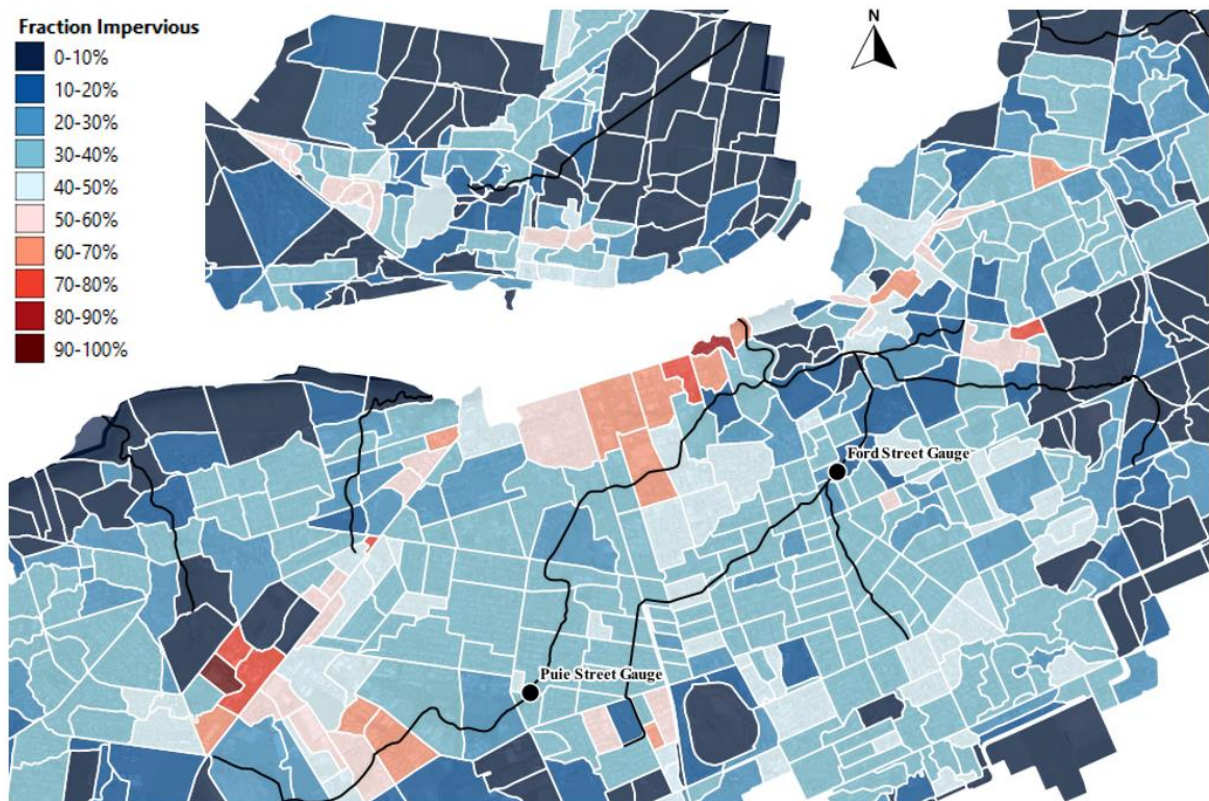 Fraction Impervious
0-10%
10-20%
20-30%
30-40%
40-50%
50-60%
60-70%
70-80%
80-90%
90-100%
N
Ford Street Gauge
Puie Street Gauge